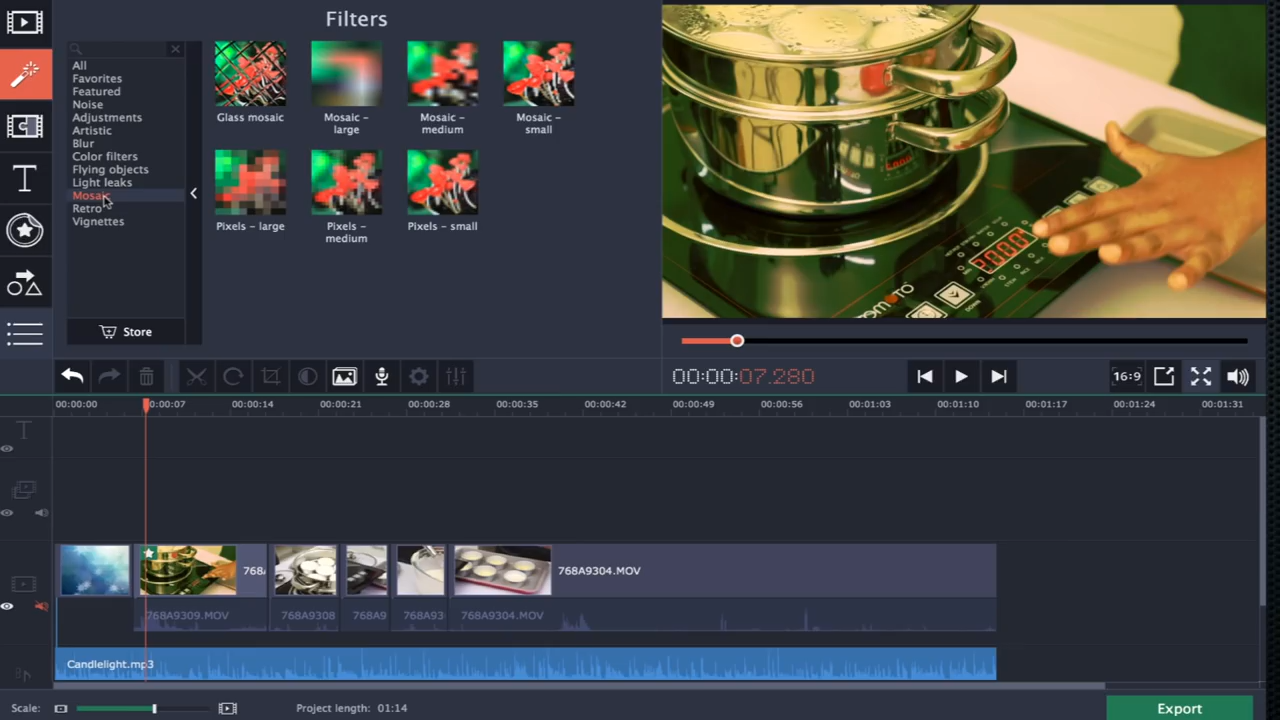 Filters
All
Favorites
Featured
Noise
Adjustments
Artistic
Blur
Color filters
Flying objects
Light leaks
Mosaic
Retro
Vignettes
Store
Glass mosaic
Mosaic –
large
Mosaic –
medium
Mosaic –
small
Pixels – large
Pixels –
medium
Pixels – small
2000
DOWN
00:00:07.280
16:9
00:00:00
0:00:07
00:00:14
00:00:21
00:00:28
00:00:35
00:00:42
00:00:49
00:00:56
00:01:03
00:01:10
00:01:17
00:01:24
00:01:31
768A9304.MOV
768A9309.MOV
768A9308
768A9
768A93
768A9304.MOV
Candlelight.mp3
Scale:
Project length: 01:14
Export